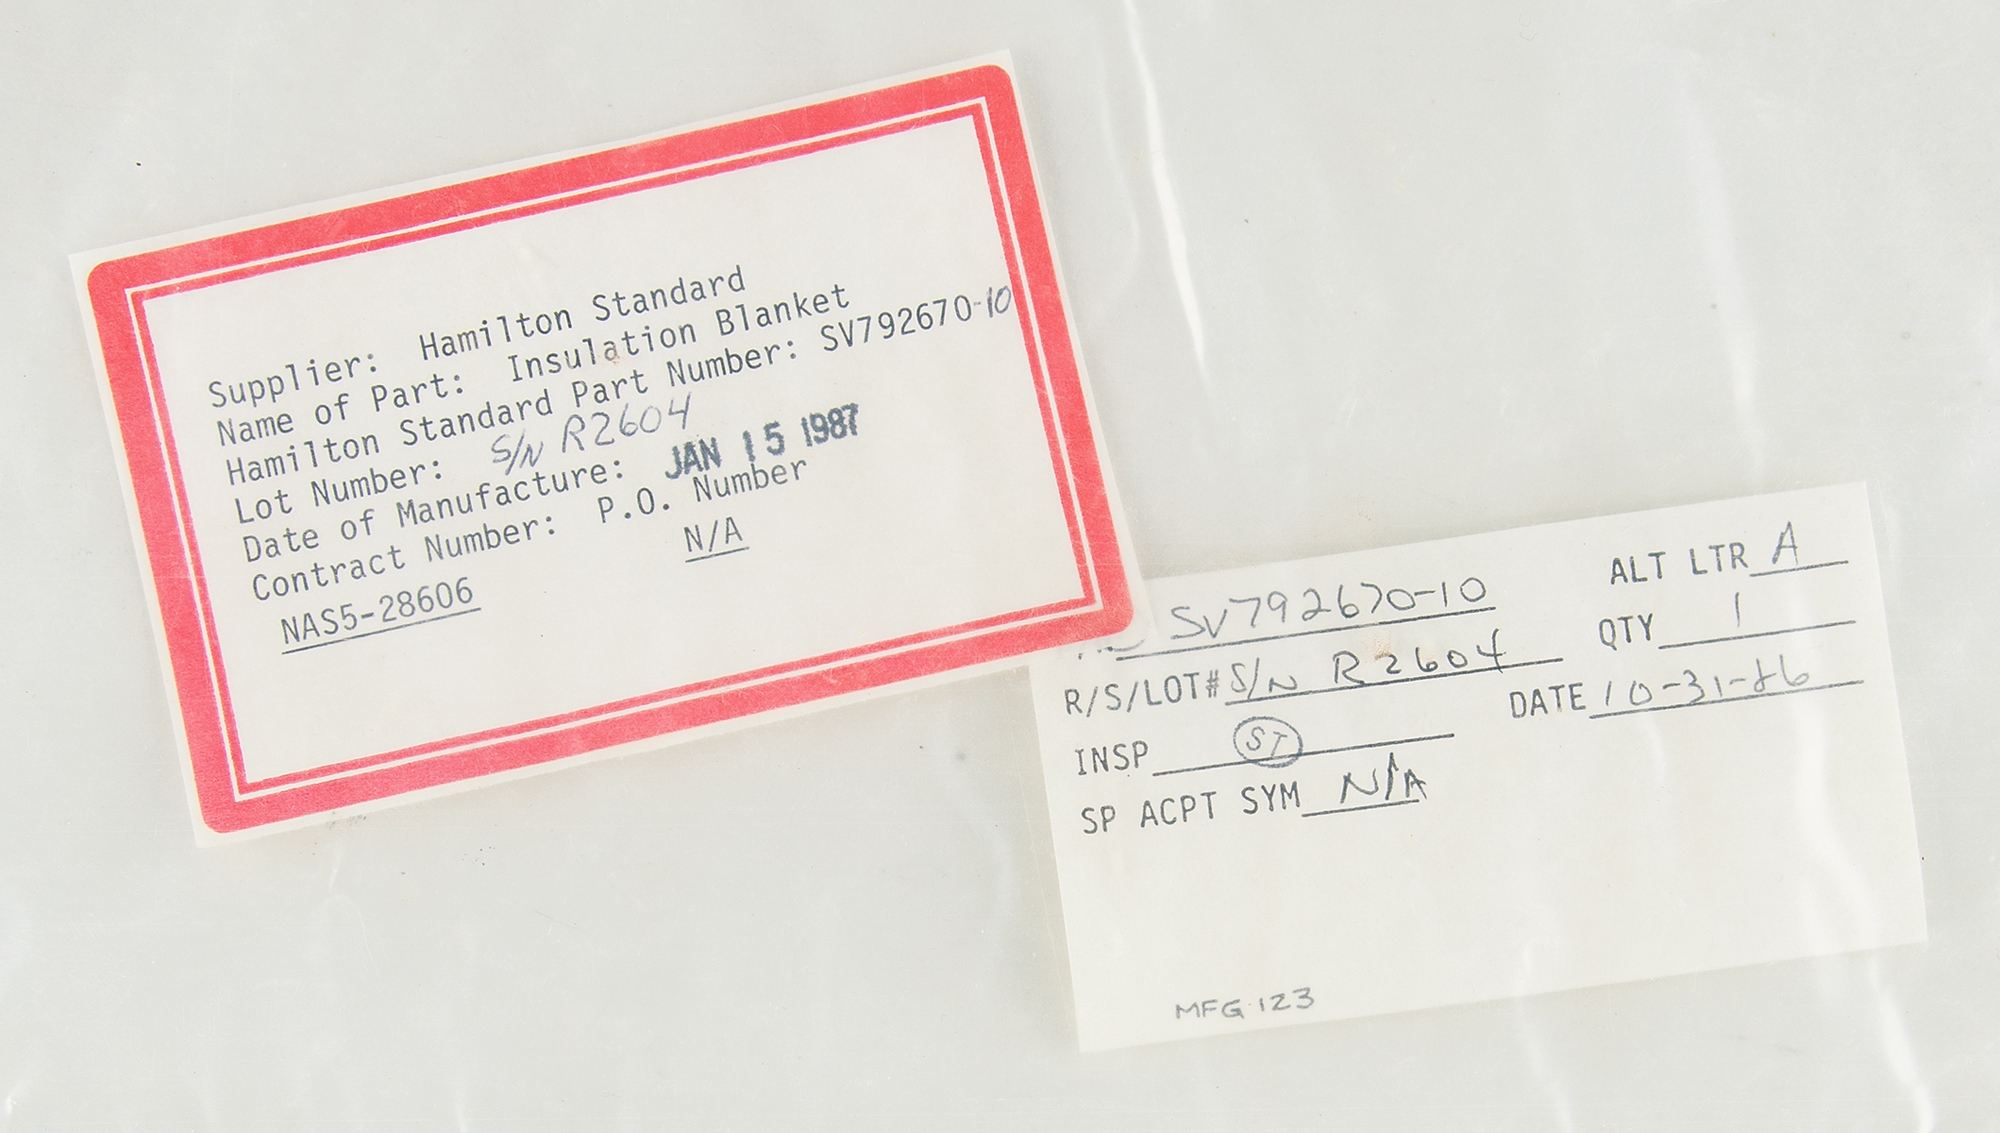 Supplier: Hamilton Standard
Name of Part: Insulation Blanket
Hamilton Standard Part Number: SV792670-10
Lot Number: S/N R2604
Date of Manufacture: JAN 15 1987
Contract Number: P.O. Number
NAS5-28606 N/A
SV792670-10 ALT LTR A
R/S/LOT# S/N R2604 QTY 1
INSP ST DATE 10-31-86
SP ACPT SYM N/A
MFG 123